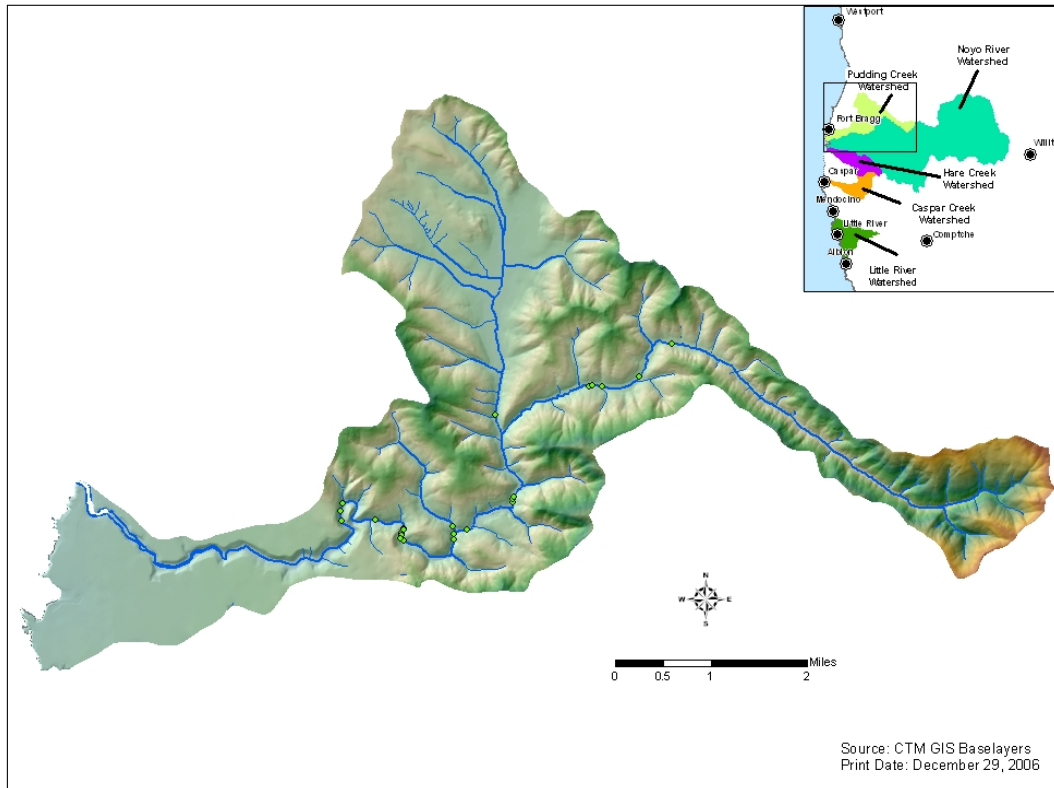 Westport
Noyo River
Watershed
Pudding Creek
Watershed
Fort Bragg
Willit
Caspar
Hare Creek
Watershed
Mendocino
Caspar Creek
Watershed
Little River
Comptche
Albion
Little River
Watershed
N
W
E
S
Miles
0 0.5 1 2
Source: CTM GIS Baselayers
Print Date: December 29, 2006